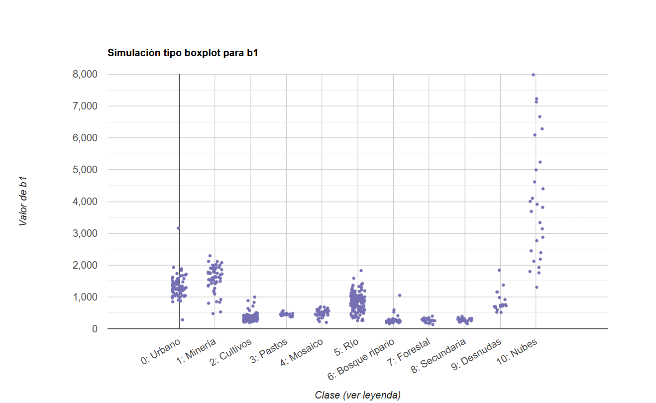 Simulación tipo boxplot para b1
8,000
7,000
6,000
5,000
4,000
3,000
2,000
1,000
0
Valor de b1
0: Urbano
1: Minería
2: Cultivos
3: Pastos
4: Mosaico
5: Río
6: Bosque ripario
7: Forestal
8: Secundaria
9: Desnudas
10: Nubes
Clase (ver leyenda)